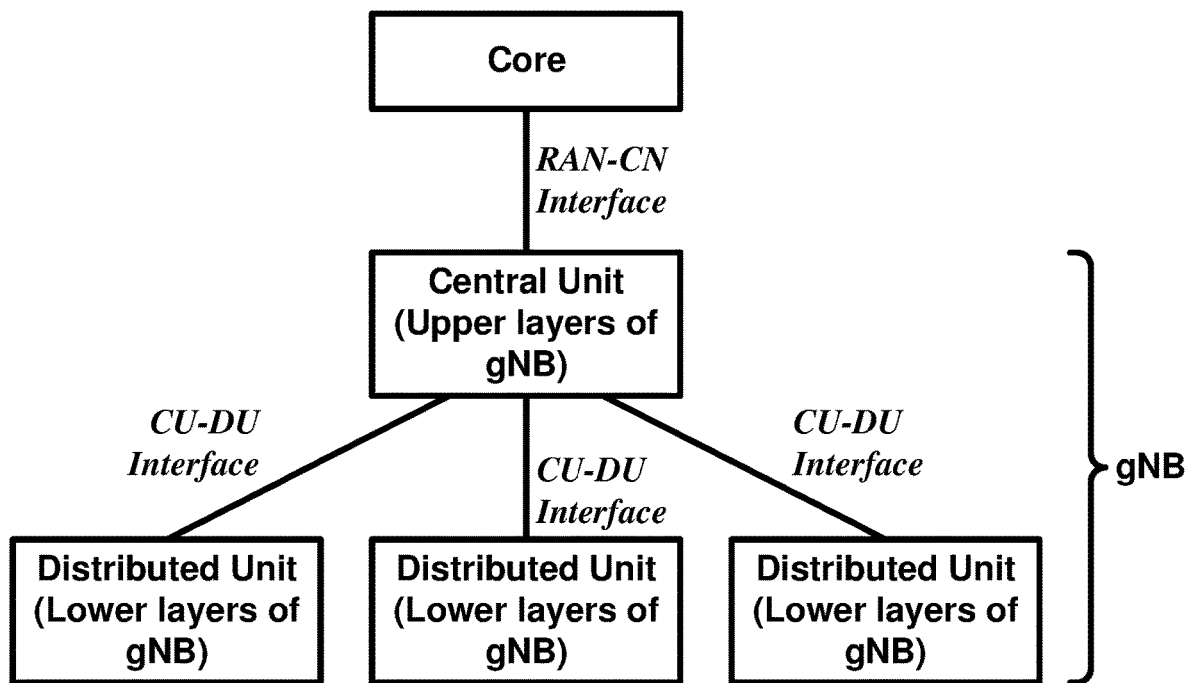 Core
RAN-CN
Interface
Central Unit
(Upper layers of
gNB)
CU-DU
Interface
CU-DU
Interface
CU-DU
Interface
gNB
Distributed Unit
(Lower layers of
gNB)
Distributed Unit
(Lower layers of
gNB)
Distributed Unit
(Lower layers of
gNB)